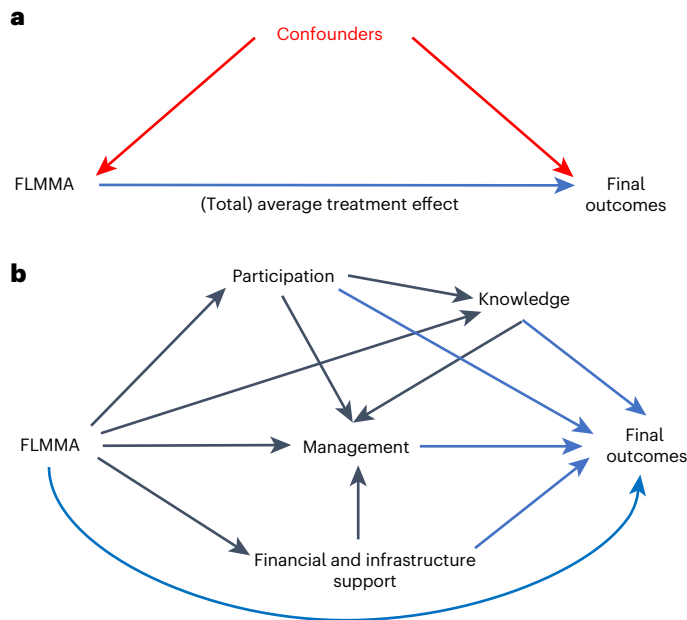 a
Confounders
FLMMA
(Total) average treatment effect
Final
outcomes
b
Participation
Knowledge
FLMMA
Management
Final
outcomes
Financial and infrastructure
support